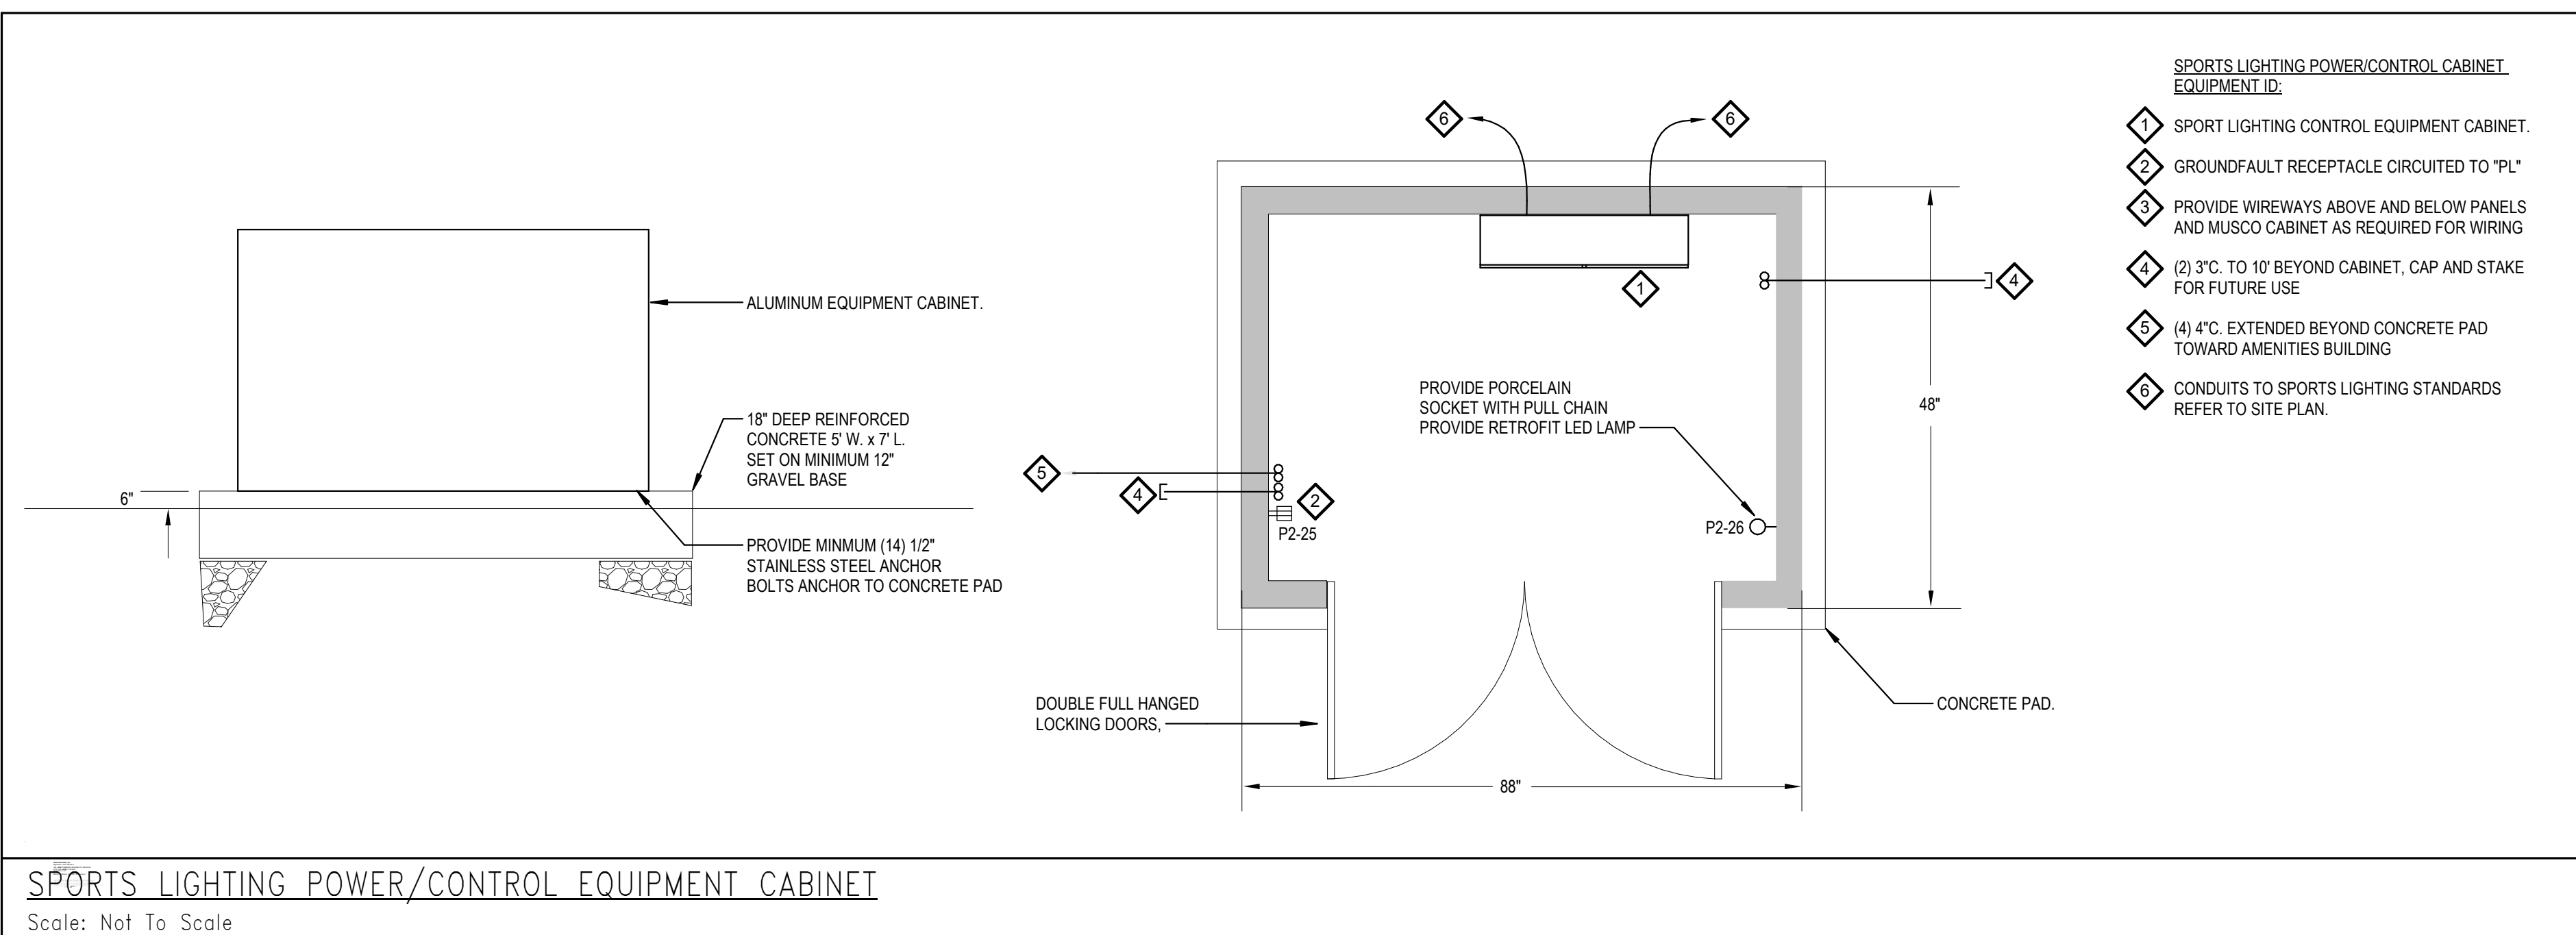 6"
ALUMINUM EQUIPMENT CABINET.
18" DEEP REINFORCED
CONCRETE 5' W. x 7' L.
SET ON MINIMUM 12"
GRAVEL BASE
PROVIDE MINMUM (14) 1/2"
STAINLESS STEEL ANCHOR
BOLTS ANCHOR TO CONCRETE PAD
6
6
1
4
5
4
2
P2-25
PROVIDE PORCELAIN
SOCKET WITH PULL CHAIN
PROVIDE RETROFIT LED LAMP
P2-26
48"
DOUBLE FULL HANGED
LOCKING DOORS,
88"
CONCRETE PAD.
SPORTS LIGHTING POWER/CONTROL CABINET
EQUIPMENT ID:
1 SPORT LIGHTING CONTROL EQUIPMENT CABINET.
2 GROUNDFAULT RECEPTACLE CIRCUITED TO "PL"
3 PROVIDE WIREWAYS ABOVE AND BELOW PANELS
AND MUSCO CABINET AS REQUIRED FOR WIRING
4 (2) 3"C. TO 10' BEYOND CABINET, CAP AND STAKE
FOR FUTURE USE
5 (4) 4"C. EXTENDED BEYOND CONCRETE PAD
TOWARD AMENITIES BUILDING
6 CONDUITS TO SPORTS LIGHTING STANDARDS
REFER TO SITE PLAN.
SPORTS LIGHTING POWER/CONTROL EQUIPMENT CABINET
Scale: Not To Scale